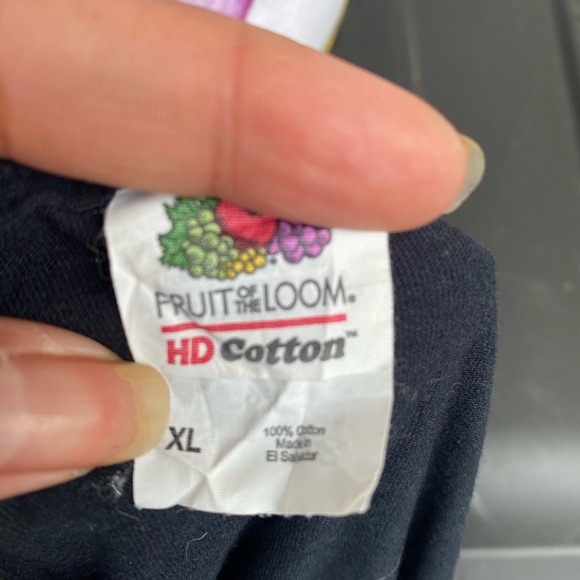 FRUIT OF THE LOOM®
HD Cotton™
XL
100% Cotton
Made in
El Salvador